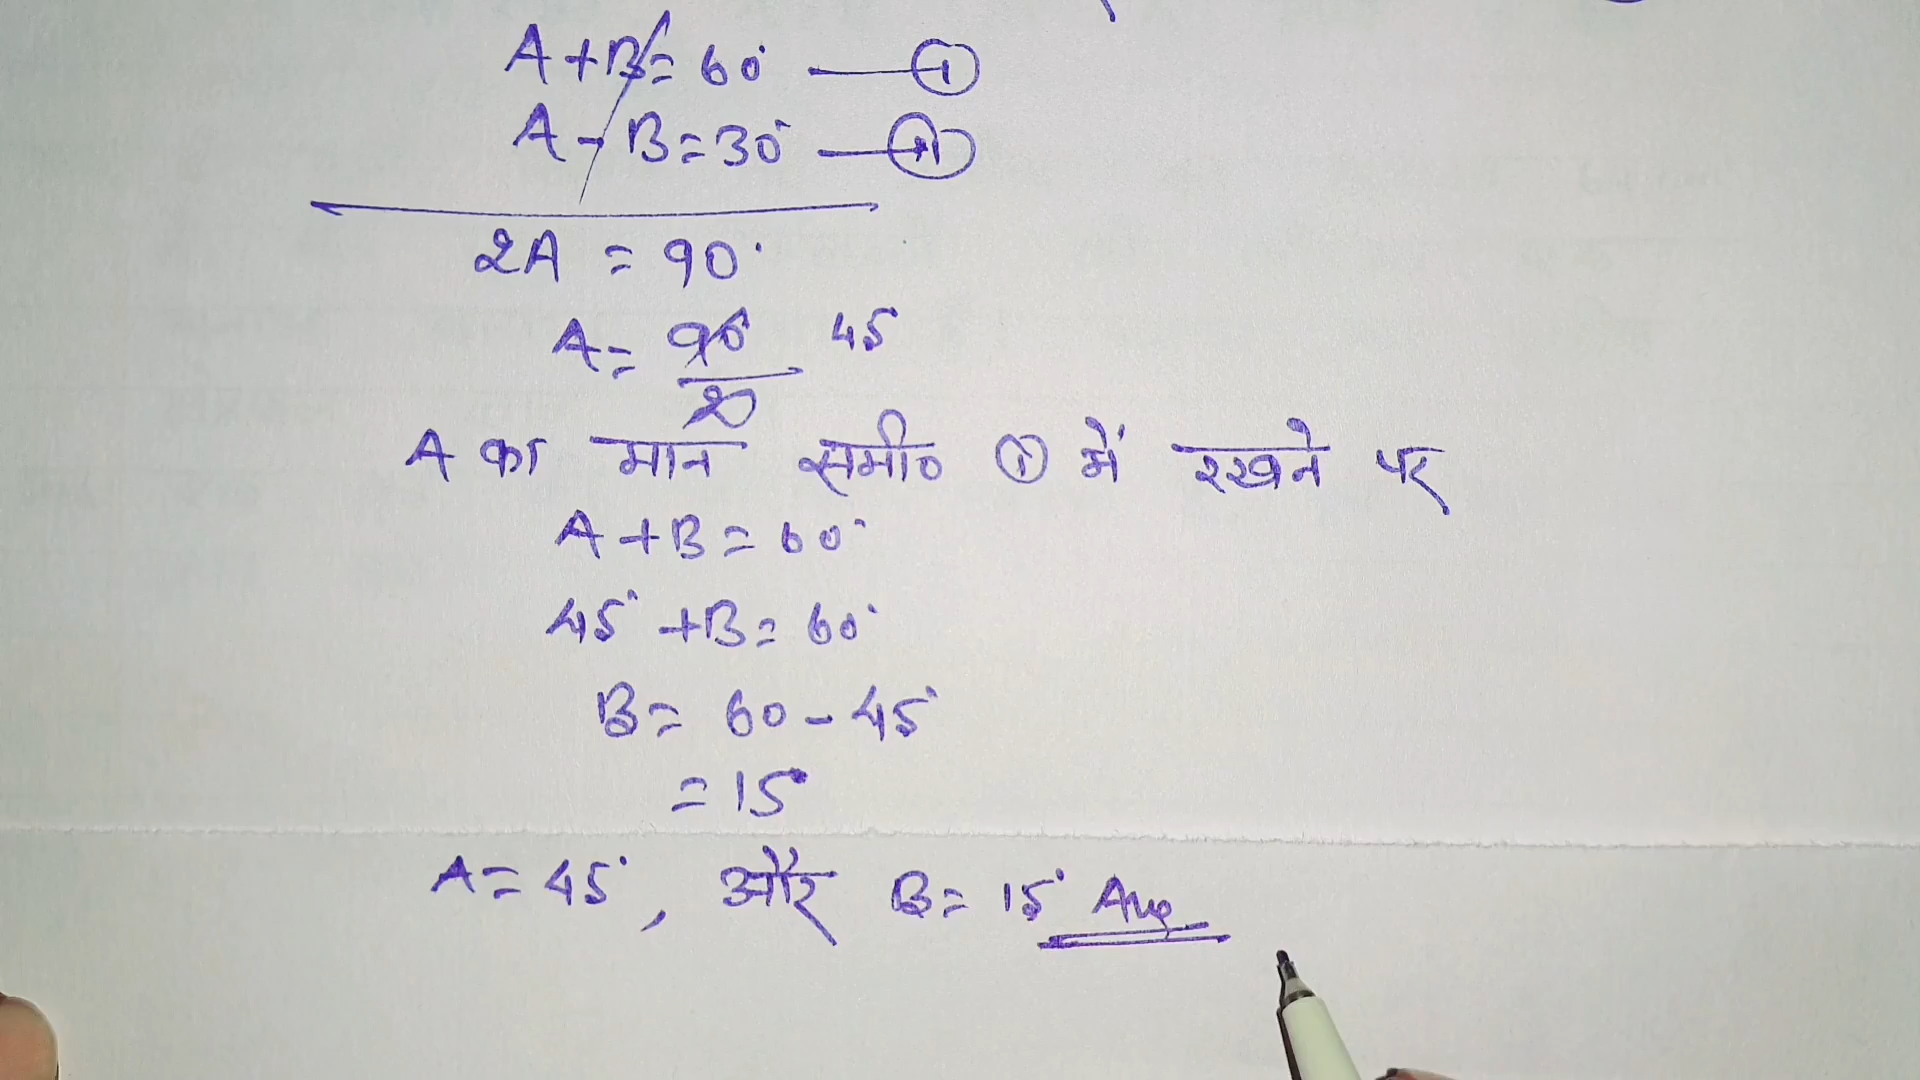 A+B=60° —①
A-B=30° —②
2A = 90°
A= 90/2 45
A का मान समी० ① में रखने पर
A+B=60°
45°+B=60°
B= 60-45°
=15°
A=45°, और B=15° Ans